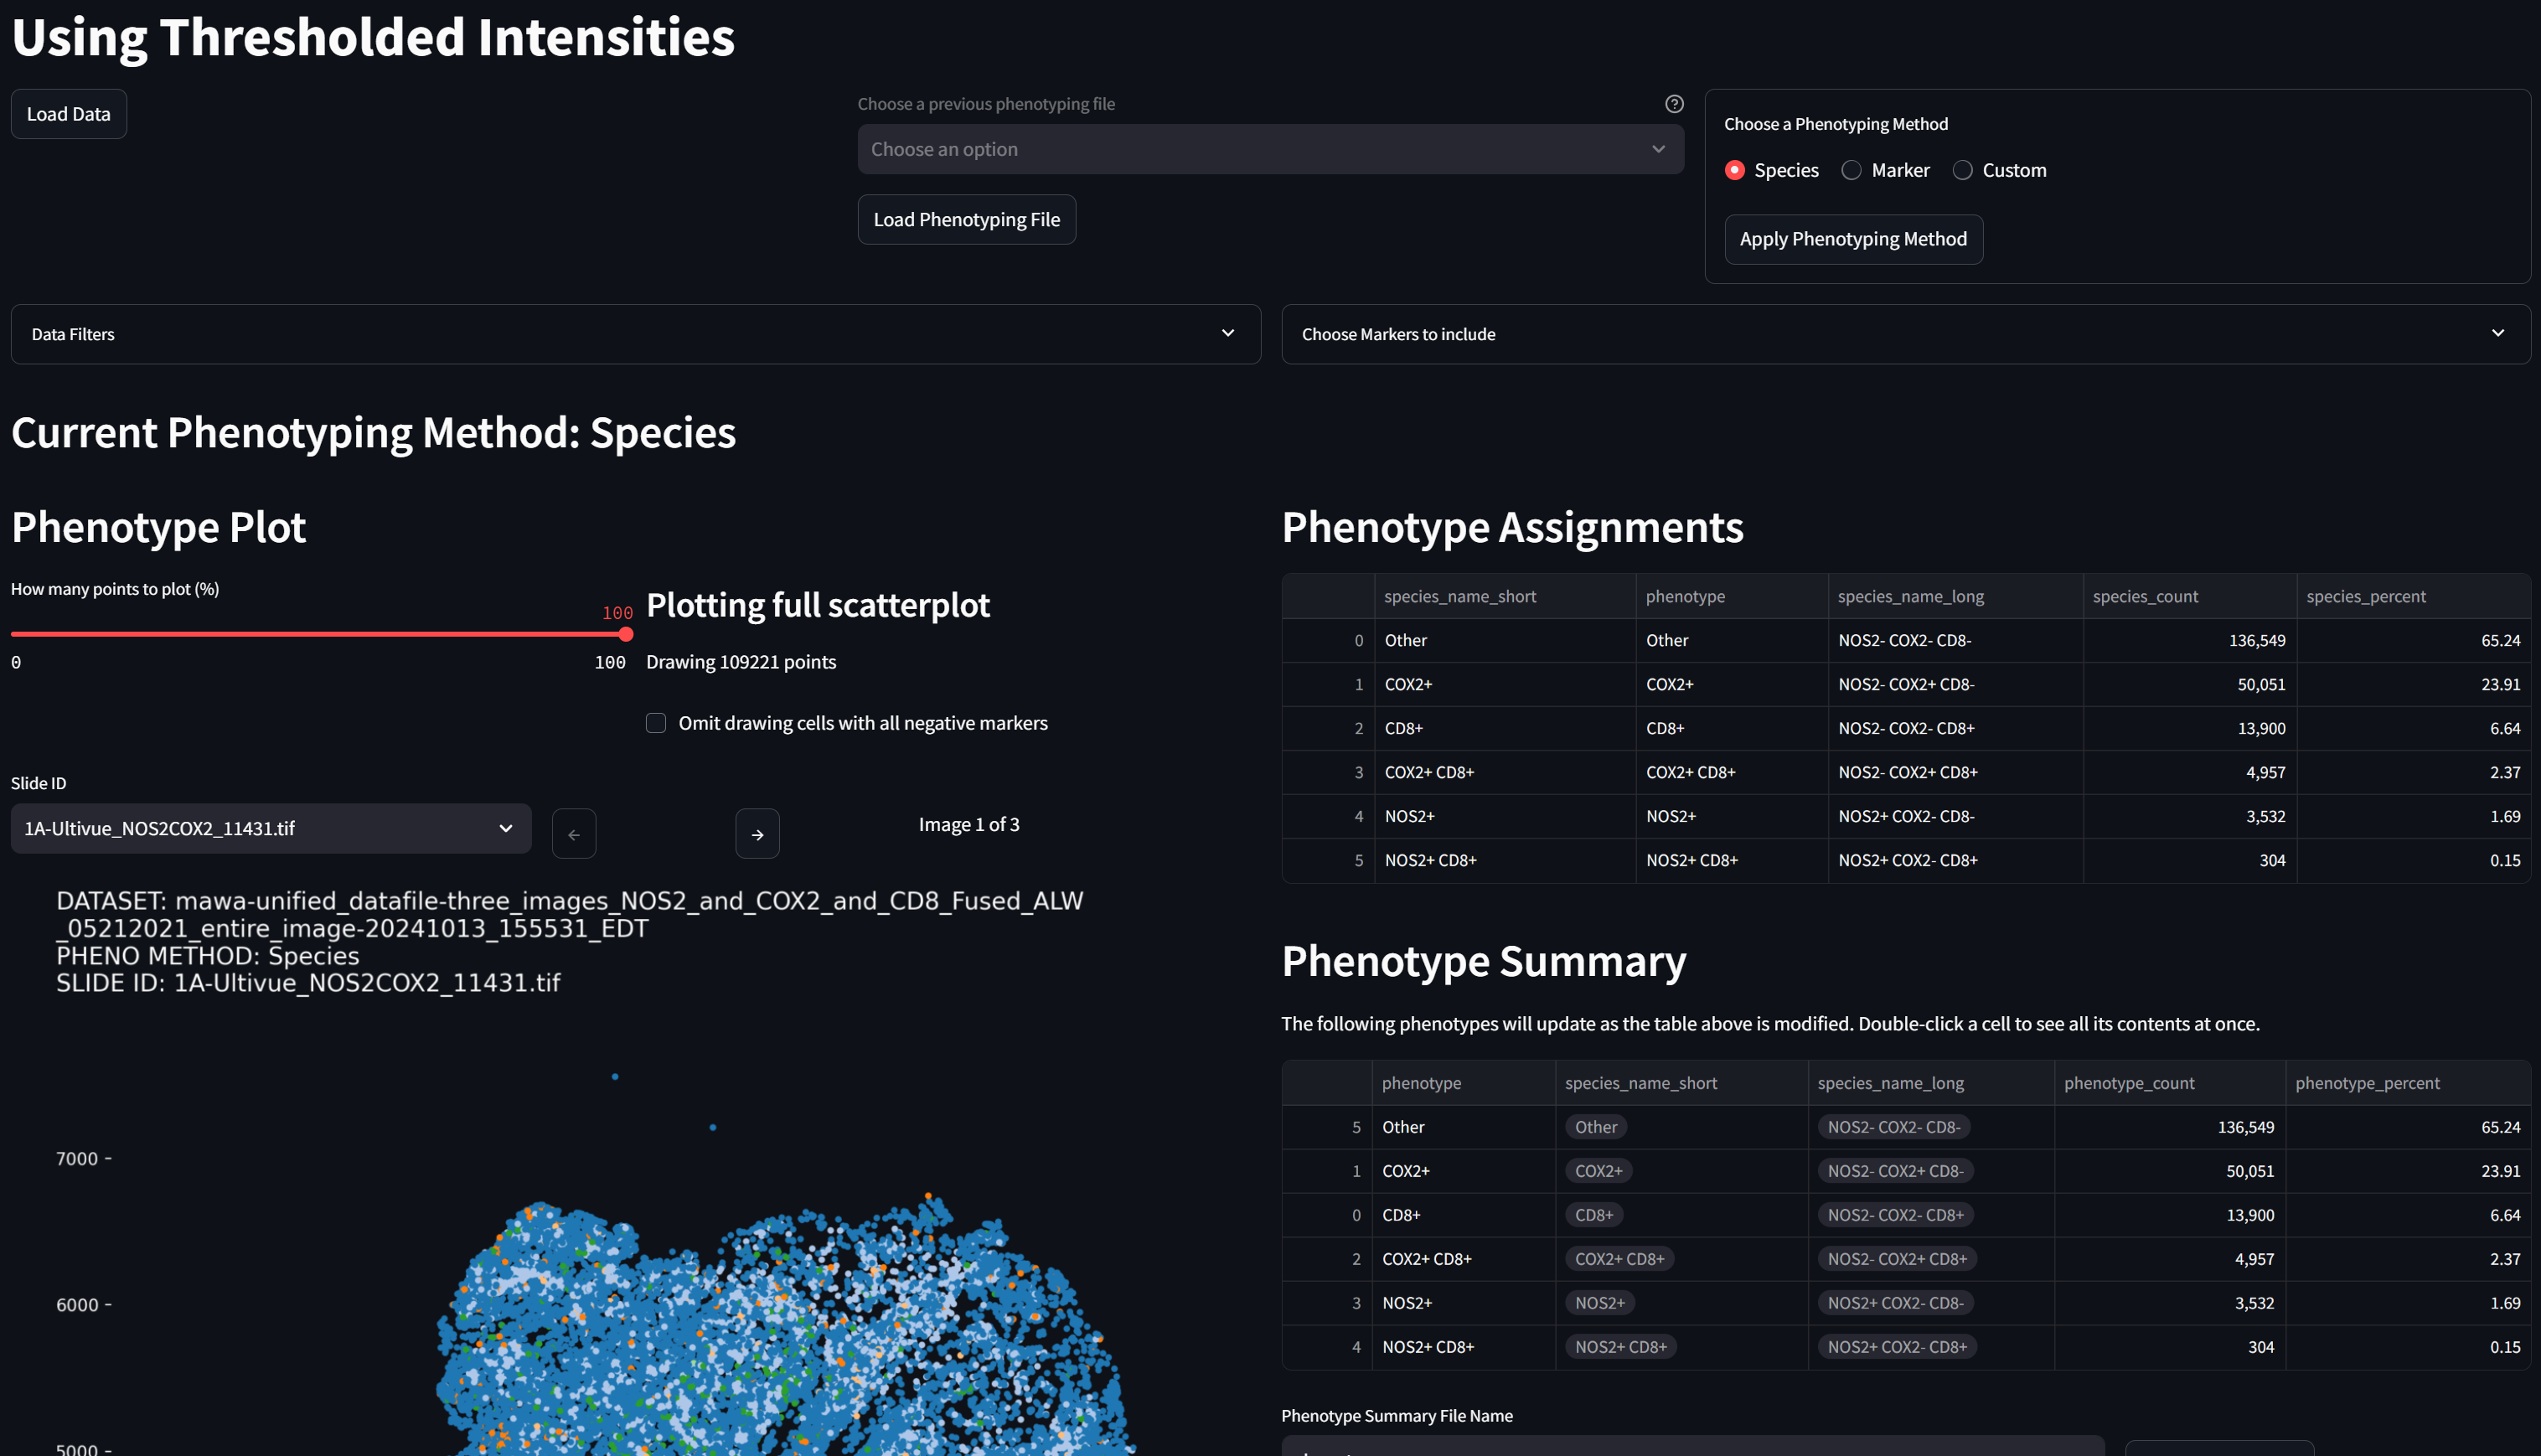 Using Thresholded Intensities
Load Data
Choose a previous phenotyping file
Choose an option
Load Phenotyping File
Choose a Phenotyping Method
Species Marker Custom
Apply Phenotyping Method
Data Filters
Choose Markers to include
Current Phenotyping Method: Species
Phenotype Plot
How many points to plot (%)
100
0 100
Plotting full scatterplot
Drawing 109221 points
Omit drawing cells with all negative markers
Slide ID
1A-Ultivue_NOS2COX2_11431.tif
Image 1 of 3
DATASET: mawa-unified_datafile-three_images_NOS2_and_COX2_and_CD8_Fused_ALW
_05212021_entire_image-20241013_155531_EDT
PHENO METHOD: Species
SLIDE ID: 1A-Ultivue_NOS2COX2_11431.tif
7000
6000
5000
Phenotype Assignments
species_name_short phenotype species_name_long species_count species_percent
0 Other Other NOS2- COX2- CD8- 136,549 65.24
1 COX2+ COX2+ NOS2- COX2+ CD8- 50,051 23.91
2 CD8+ CD8+ NOS2- COX2- CD8+ 13,900 6.64
3 COX2+ CD8+ COX2+ CD8+ NOS2- COX2+ CD8+ 4,957 2.37
4 NOS2+ NOS2+ NOS2+ COX2- CD8- 3,532 1.69
5 NOS2+ CD8+ NOS2+ CD8+ NOS2+ COX2- CD8+ 304 0.15
Phenotype Summary
The following phenotypes will update as the table above is modified. Double-click a cell to see all its contents at once.
phenotype species_name_short species_name_long phenotype_count phenotype_percent
5 Other Other NOS2- COX2- CD8- 136,549 65.24
1 COX2+ COX2+ NOS2- COX2+ CD8- 50,051 23.91
0 CD8+ CD8+ NOS2- COX2- CD8+ 13,900 6.64
2 COX2+ CD8+ COX2+ CD8+ NOS2- COX2+ CD8+ 4,957 2.37
3 NOS2+ NOS2+ NOS2+ COX2- CD8- 3,532 1.69
4 NOS2+ CD8+ NOS2+ CD8+ NOS2+ COX2- CD8+ 304 0.15
Phenotype Summary File Name